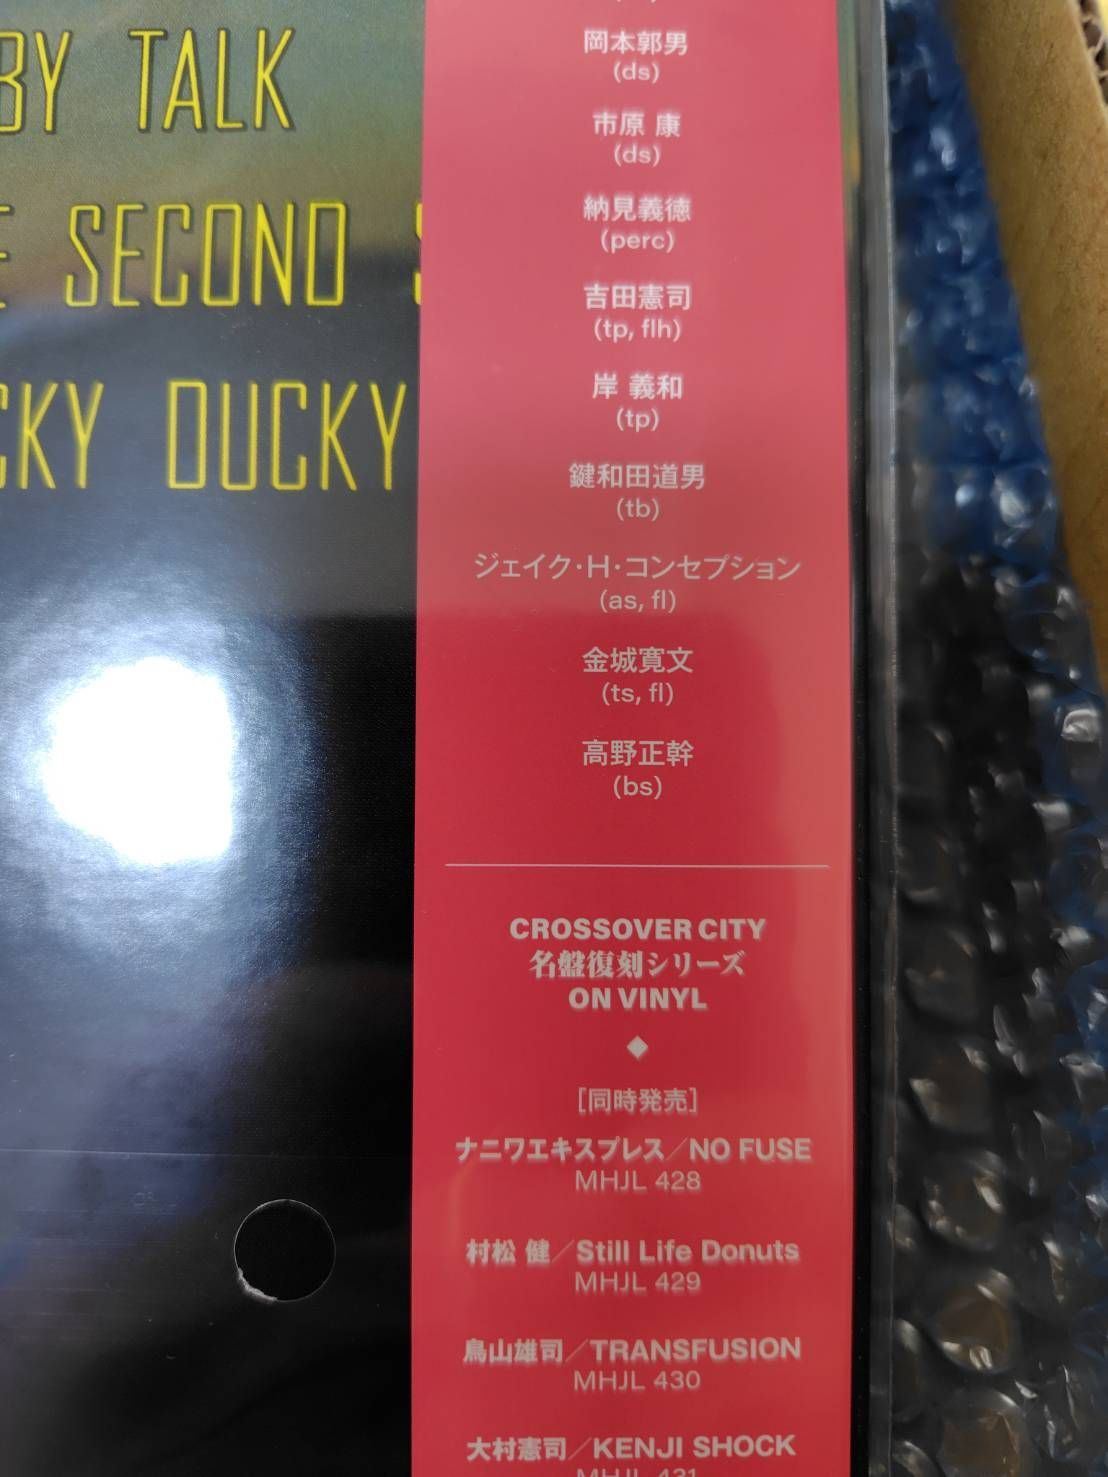 BY TALK
SECOND
CKY DUCKY
岡本郭男
(ds)
市原 康
(ds)
納見義徳
(perc)
吉田憲司
(tp, flh)
岸 義和
(tp)
鍵和田道男
(tb)
ジェイク・H・コンセプション
(as, fl)
金城寛文
(ts, fl)
高野正幹
(bs)
CROSSOVER CITY
名盤復刻シリーズ
ON VINYL
◆
[同時発売]
ナニワエキスプレス／NO FUSE
MHJL 428
村松 健／Still Life Donuts
MHJL 429
鳥山雄司／TRANSFUSION
MHJL 430
大村憲司／KENJI SHOCK
MHJL 431